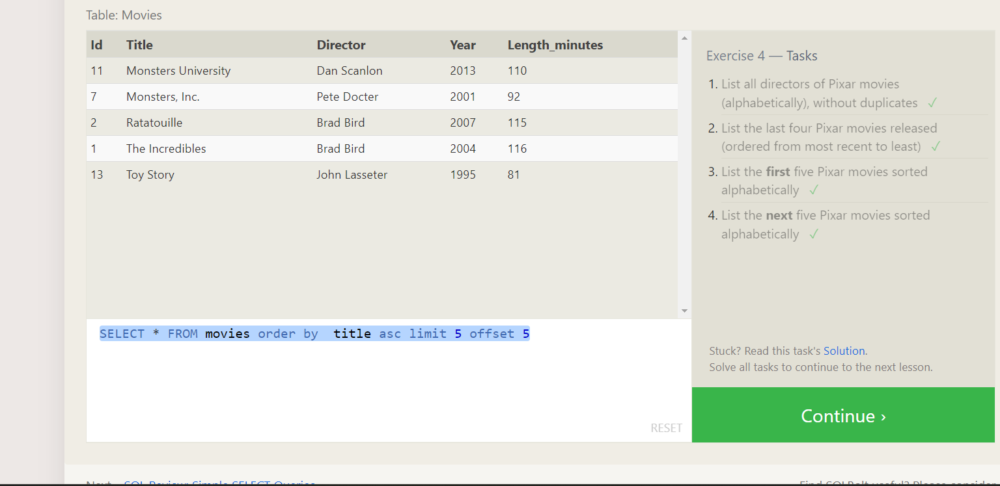 Table: Movies
Id Title Director Year Length_minutes
11 Monsters University Dan Scanlon 2013 110
7 Monsters, Inc. Pete Docter 2001 92
2 Ratatouille Brad Bird 2007 115
1 The Incredibles Brad Bird 2004 116
13 Toy Story John Lasseter 1995 81
SELECT * FROM movies order by  title asc limit 5 offset 5
RESET
Exercise 4 — Tasks
1. List all directors of Pixar movies
(alphabetically), without duplicates ✓
2. List the last four Pixar movies released
(ordered from most recent to least) ✓
3. List the first five Pixar movies sorted
alphabetically ✓
4. List the next five Pixar movies sorted
alphabetically ✓
Stuck? Read this task's Solution.
Solve all tasks to continue to the next lesson.
Continue ›
Next – SQL Review: Simple SELECT Queries
Find SQLBolt useful? Please consider